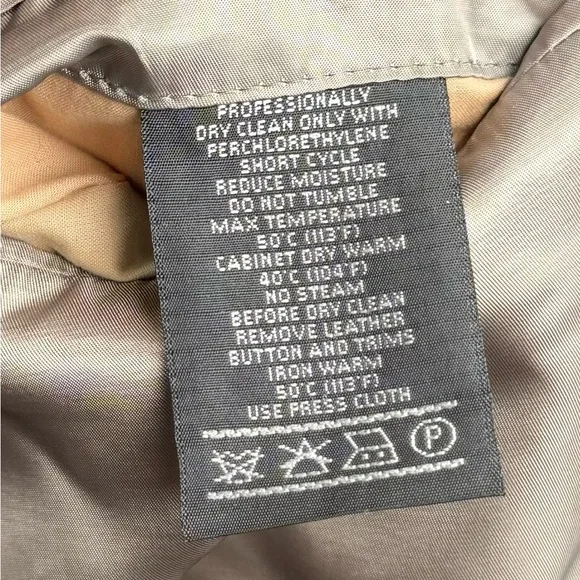 PROFESSIONALLY
DRY CLEAN ONLY WITH
PERCHLORETHYLENE
SHORT CYCLE
REDUCE MOISTURE
DO NOT TUMBLE
MAX TEMPERATURE
50°C (113°F)
CABINET DRY WARM
40°C (104°F)
NO STEAM
BEFORE DRY CLEAN
REMOVE LEATHER
BUTTON AND TRIMS
IRON WARM
50°C (113°F)
USE PRESS CLOTH
P